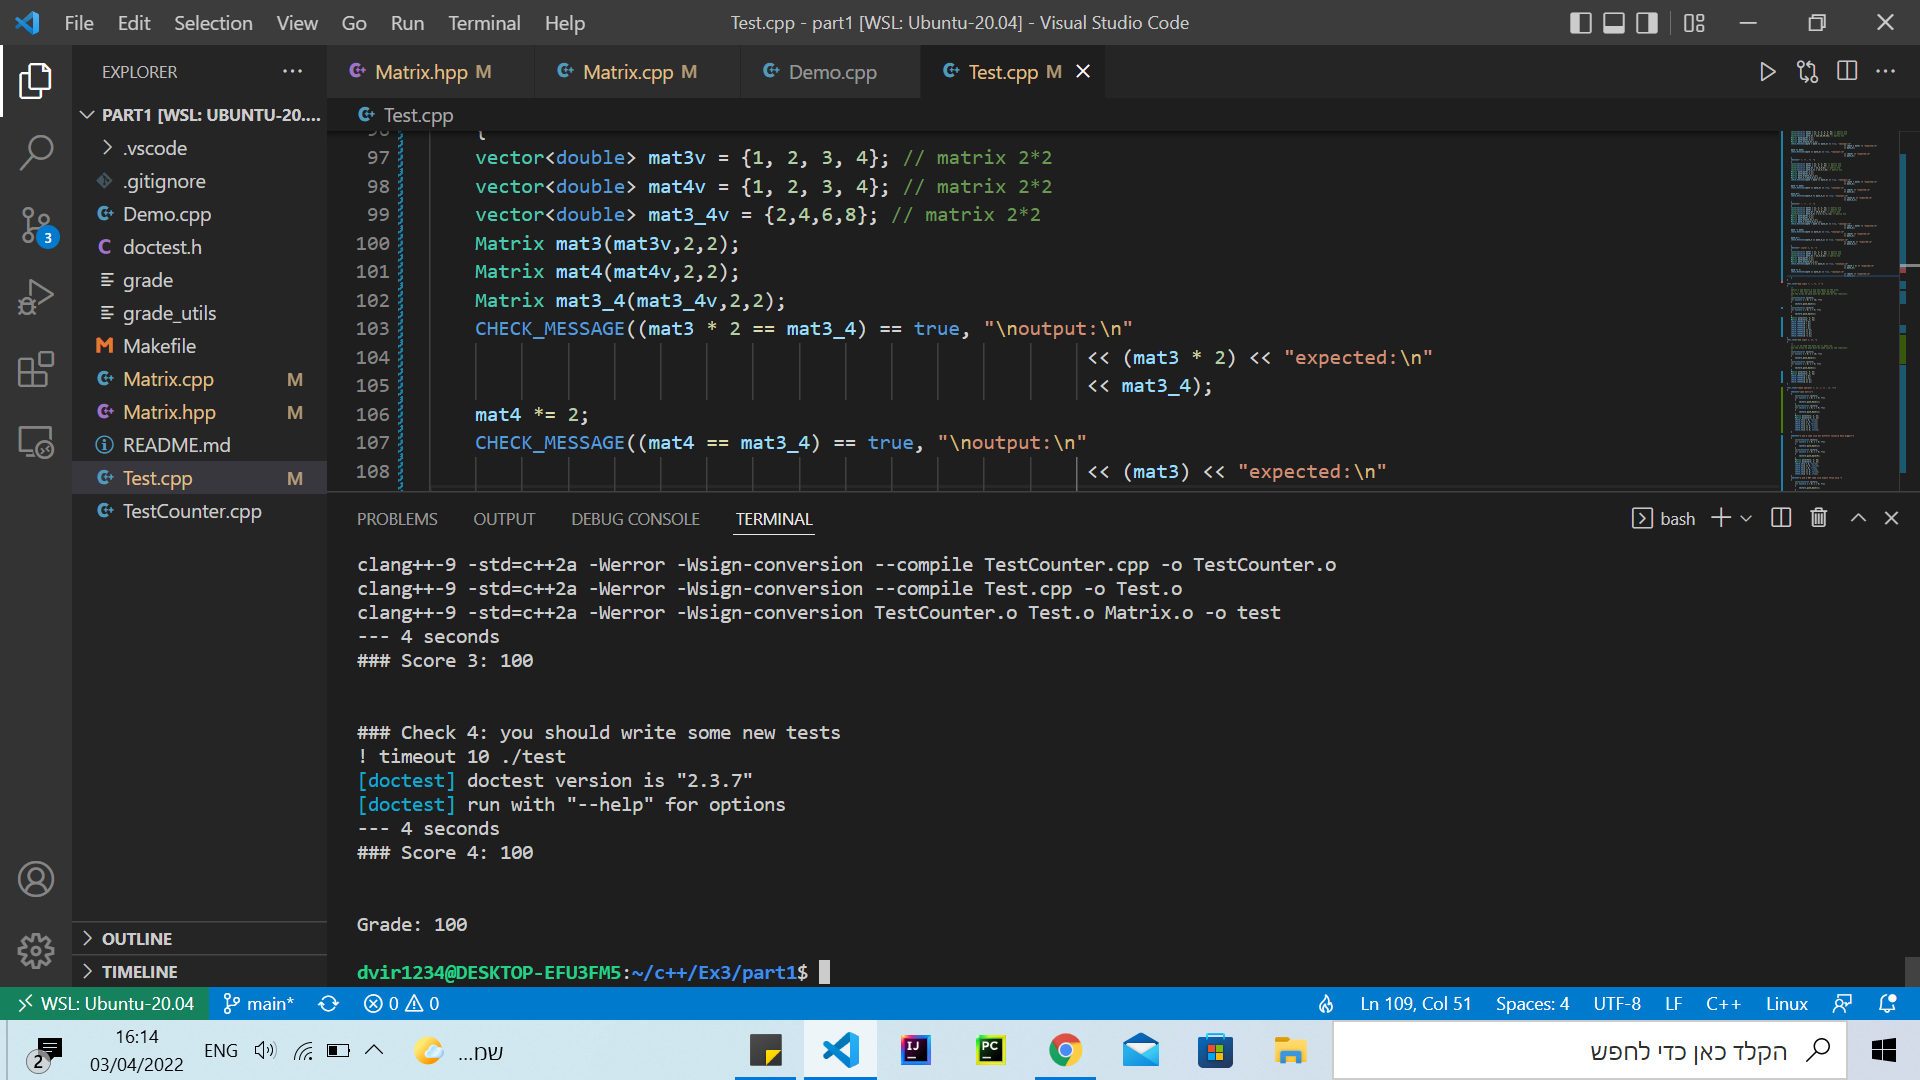 File Edit Selection View Go Run Terminal Help
Test.cpp - part1 [WSL: Ubuntu-20.04] - Visual Studio Code
EXPLORER
PART1 [WSL: UBUNTU-20....
.vscode
.gitignore
Demo.cpp
doctest.h
grade
grade_utils
Makefile
Matrix.cpp M
Matrix.hpp M
README.md
Test.cpp M
TestCounter.cpp
OUTLINE
TIMELINE
3
Matrix.hpp M Matrix.cpp M Demo.cpp Test.cpp M
Test.cpp
96 {
97 vector<double> mat3v = {1, 2, 3, 4}; // matrix 2*2
98 vector<double> mat4v = {1, 2, 3, 4}; // matrix 2*2
99 vector<double> mat3_4v = {2,4,6,8}; // matrix 2*2
100 Matrix mat3(mat3v,2,2);
101 Matrix mat4(mat4v,2,2);
102 Matrix mat3_4(mat3_4v,2,2);
103 CHECK_MESSAGE((mat3 * 2 == mat3_4) == true, "\noutput:\n"
104 << (mat3 * 2) << "expected:\n"
105 << mat3_4);
106 mat4 *= 2;
107 CHECK_MESSAGE((mat4 == mat3_4) == true, "\noutput:\n"
108 << (mat3) << "expected:\n"
PROBLEMS OUTPUT DEBUG CONSOLE TERMINAL
bash
clang++-9 -std=c++2a -Werror -Wsign-conversion --compile TestCounter.cpp -o TestCounter.o
clang++-9 -std=c++2a -Werror -Wsign-conversion --compile Test.cpp -o Test.o
clang++-9 -std=c++2a -Werror -Wsign-conversion TestCounter.o Test.o Matrix.o -o test
--- 4 seconds
### Score 3: 100
### Check 4: you should write some new tests
! timeout 10 ./test
[doctest] doctest version is "2.3.7"
[doctest] run with "--help" for options
--- 4 seconds
### Score 4: 100
Grade: 100
dvir1234@DESKTOP-EFU3FM5:~/c++/Ex3/part1$
WSL: Ubuntu-20.04 main* 0 0
Ln 109, Col 51 Spaces: 4 UTF-8 LF C++ Linux
2
16:14
03/04/2022
ENG
שמ...
IJ
PC
הקלד כאן כדי לחפש